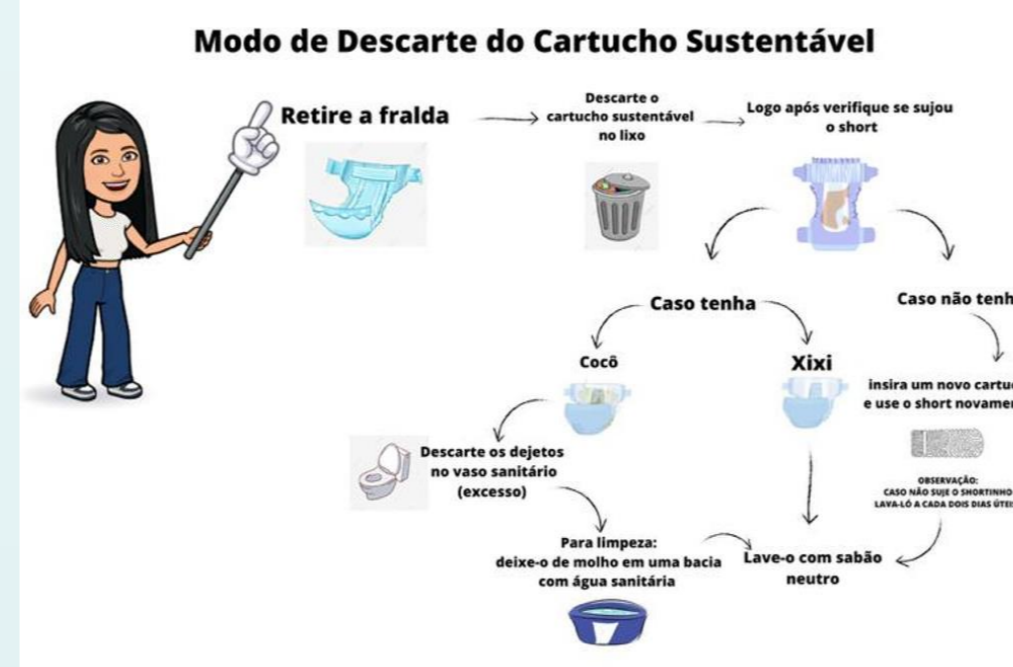 Modo de Descarte do Cartucho Sustentável
Retire a fralda
Descarte o
cartucho sustentável
no lixo
Logo após verifique se sujou
o short
Caso tenha
Caso não tenh
Cocô
Xixi
insira um novo cartuc
e use o short novamen
Descarte os dejetos
no vaso sanitário
(excesso)
OBSERVAÇÃO:
CASO NÃO SUJE O SHORTINHO
LAVA-LÓ A CADA DOIS DIAS ÚTEIS
Para limpeza:
deixe-o de molho em uma bacia
com água sanitária
Lave-o com sabão
neutro